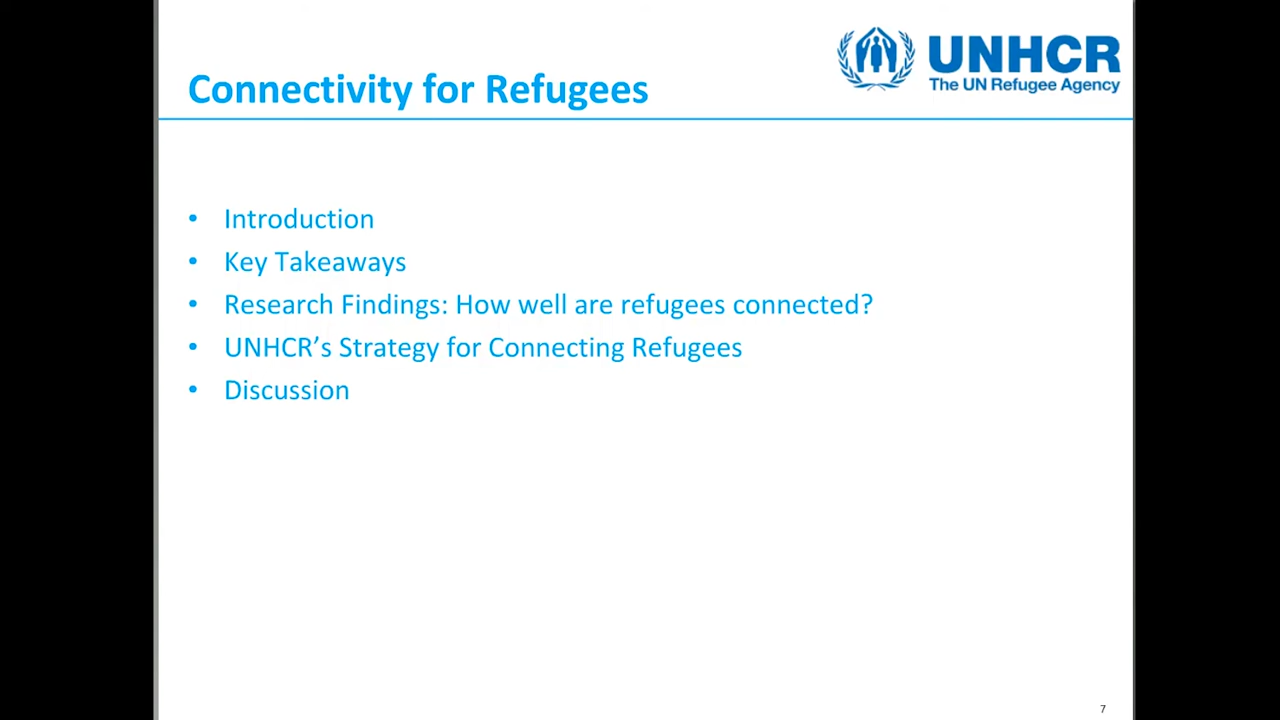 UNHCR
The UN Refugee Agency
Connectivity for Refugees
• Introduction
• Key Takeaways
• Research Findings: How well are refugees connected?
• UNHCR’s Strategy for Connecting Refugees
• Discussion
7